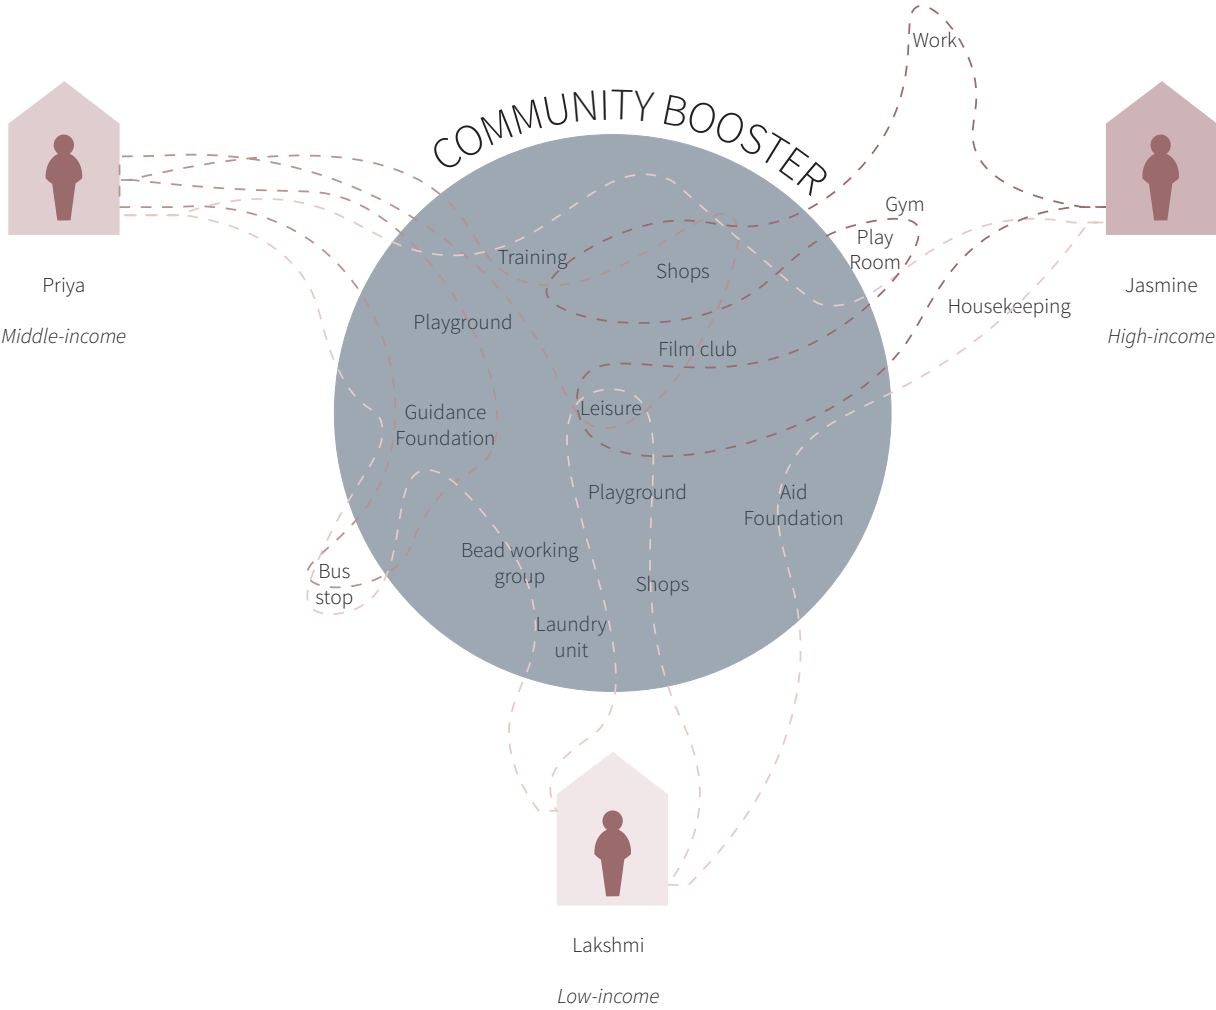 Work
COMMUNITY BOOSTER
Gym
Play
Room
Training
Shops
Priya
Jasmine
Housekeeping
Playground
Middle-income
High-income
Film club
Leisure
Guidance
Foundation
Playground
Aid
Foundation
Bead working
group
Bus
stop
Shops
Laundry
unit
Lakshmi
Low-income